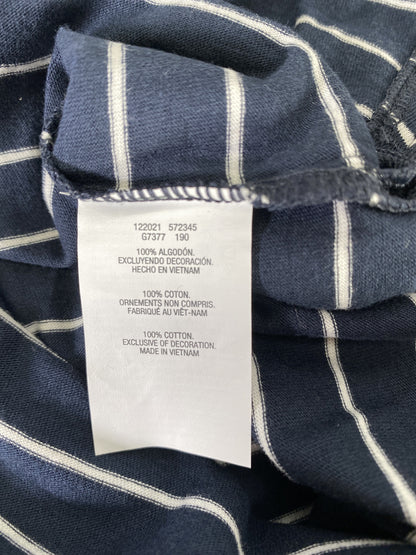 122021 572345
G7377 190
100% ALGODÓN.
EXCLUYENDO DECORACIÓN.
HECHO EN VIETNAM
100% COTON.
ORNEMENTS NON COMPRIS.
FABRIQUÉ AU VIÊT-NAM
100% COTTON.
EXCLUSIVE OF DECORATION.
MADE IN VIETNAM